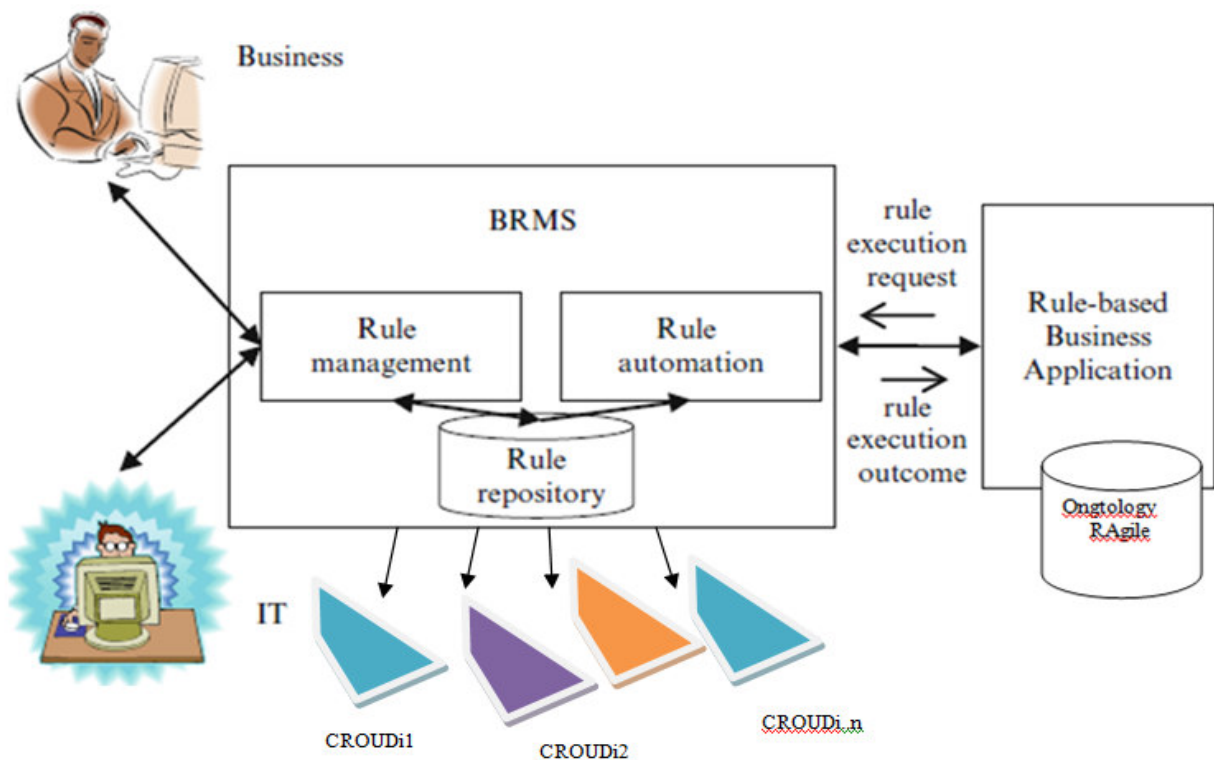 Business
BRMS
Rule
management
Rule
automation
Rule
repository
rule
execution
request
rule
execution
outcome
Rule-based
Business
Application
Ongtology
RAgile
IT
CROUDi1
CROUDi2
CROUDi..n